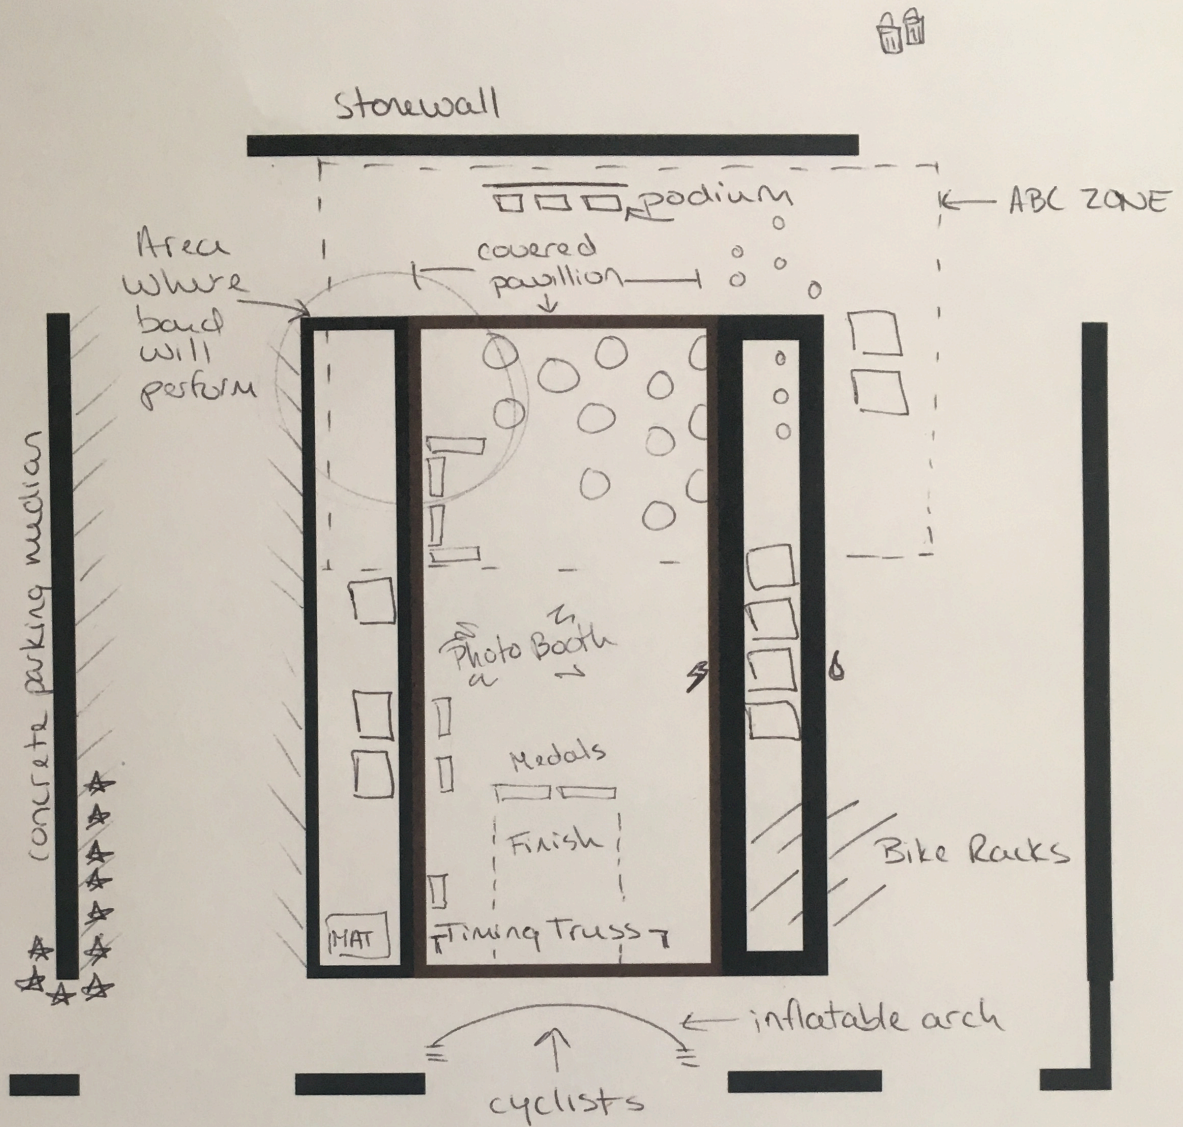 Stonewall
podium
ABC ZONE
covered
pavillion
Area
where
band
will
perform
concrete parking median
Photo Booth
Medals
Finish
Bike Racks
MAT
Timing Truss
inflatable arch
cyclists